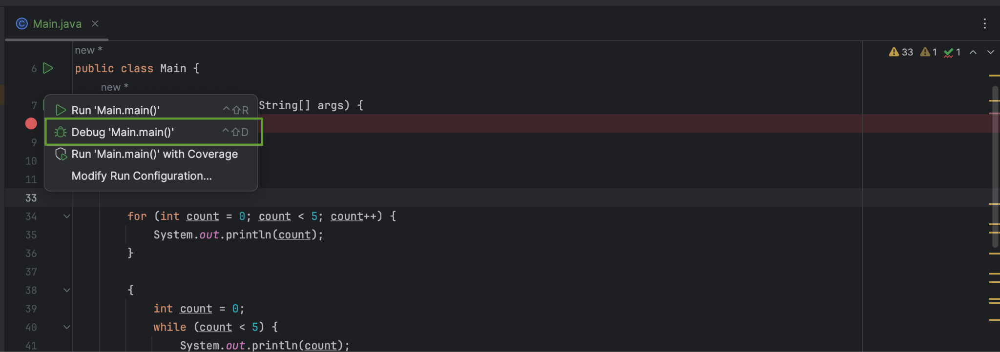 Main.java
new *
33 1 1
6 public class Main {
new *
7 String[] args) {
Run 'Main.main()' ^⇧R
Debug 'Main.main()' ^⇧D
9
Run 'Main.main()' with Coverage
10
Modify Run Configuration...
11
33
34 for (int count = 0; count < 5; count++) {
35 System.out.println(count);
36 }
37
38 {
39 int count = 0;
40 while (count < 5) {
41 System.out.println(count);